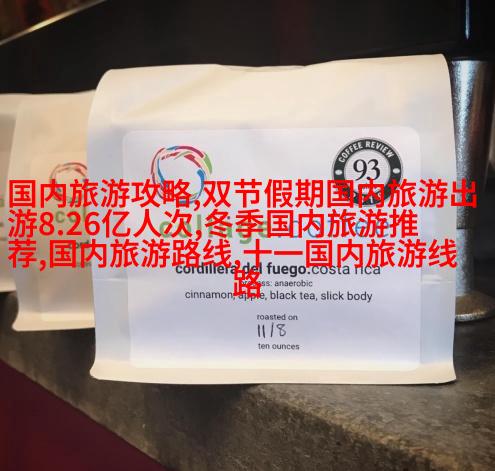 COFFEE REVIEW
93
国内旅游攻略,双节假期国内旅游出
游8.26亿人次,冬季国内旅游推
荐,国内旅游路线,十一国内旅游线
路
cordillera del fuego.costa rica
process: anaerobic
cinnamon, apple, black tea, slick body
roasted on
11/8
ten ounces